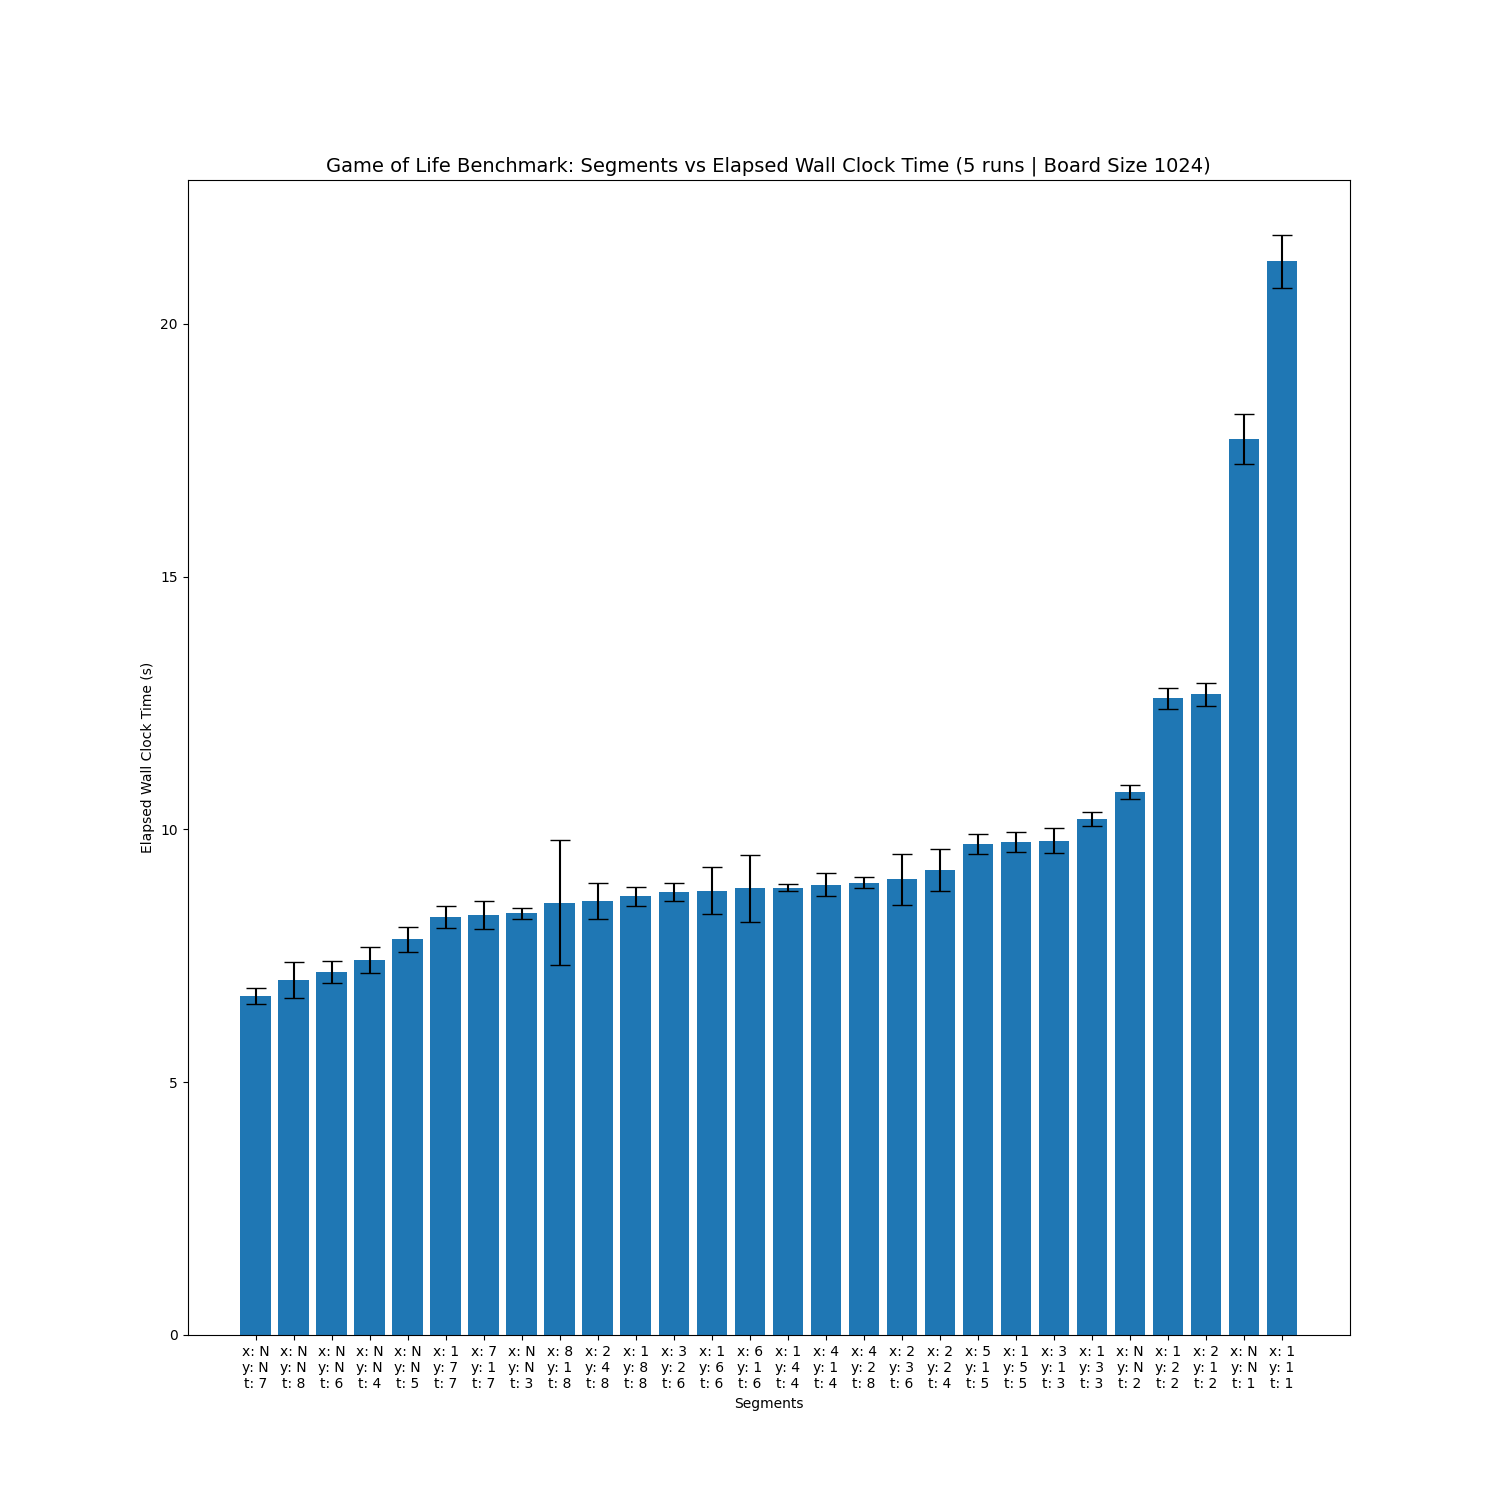 Game of Life Benchmark: Segments vs Elapsed Wall Clock Time (5 runs | Board Size 1024)
Elapsed Wall Clock Time (s)
20
15
10
5
0
x: N x: N x: N x: N x: N x: 1 x: 7 x: N x: 8 x: 2 x: 1 x: 3 x: 1 x: 6 x: 1 x: 4 x: 4 x: 2 x: 2 x: 5 x: 1 x: 3 x: 1 x: N x: 1 x: 2 x: N x: 1
y: N y: N y: N y: N y: N y: 7 y: 1 y: N y: 1 y: 4 y: 8 y: 2 y: 6 y: 1 y: 4 y: 1 y: 2 y: 3 y: 2 y: 1 y: 5 y: 1 y: 3 y: N y: 2 y: 1 y: N y: 1
t: 7 t: 8 t: 6 t: 4 t: 5 t: 7 t: 7 t: 3 t: 8 t: 8 t: 8 t: 6 t: 6 t: 6 t: 4 t: 4 t: 8 t: 6 t: 4 t: 5 t: 5 t: 3 t: 3 t: 2 t: 2 t: 2 t: 1 t: 1
Segments